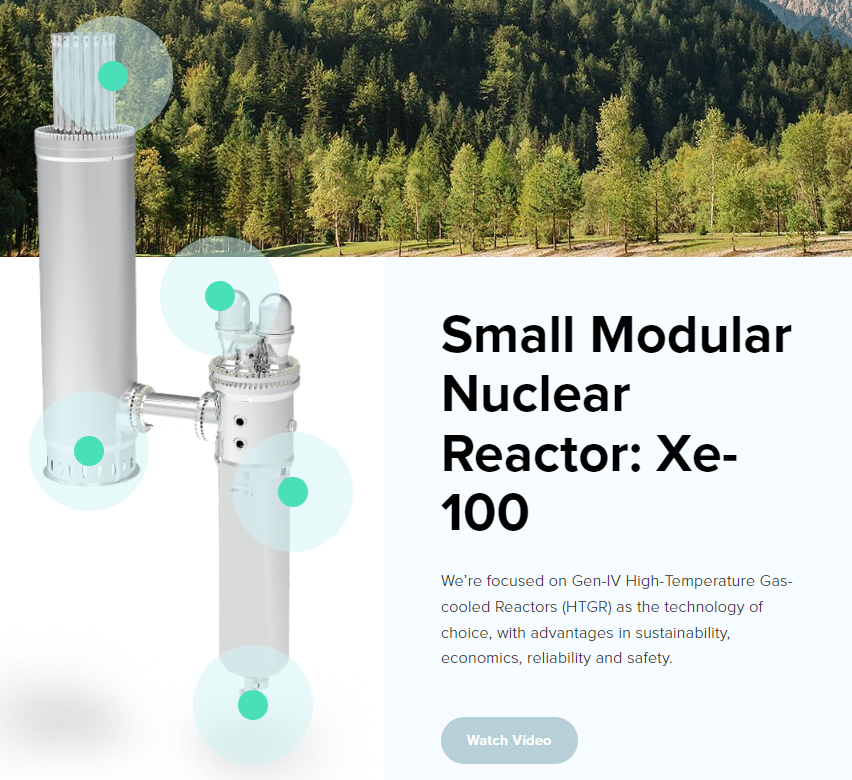 Small Modular
Nuclear
Reactor: Xe-
100
We're focused on Gen-IV High-Temperature Gas-
cooled Reactors (HTGR) as the technology of
choice, with advantages in sustainability,
economics, reliability and safety.
Watch Video